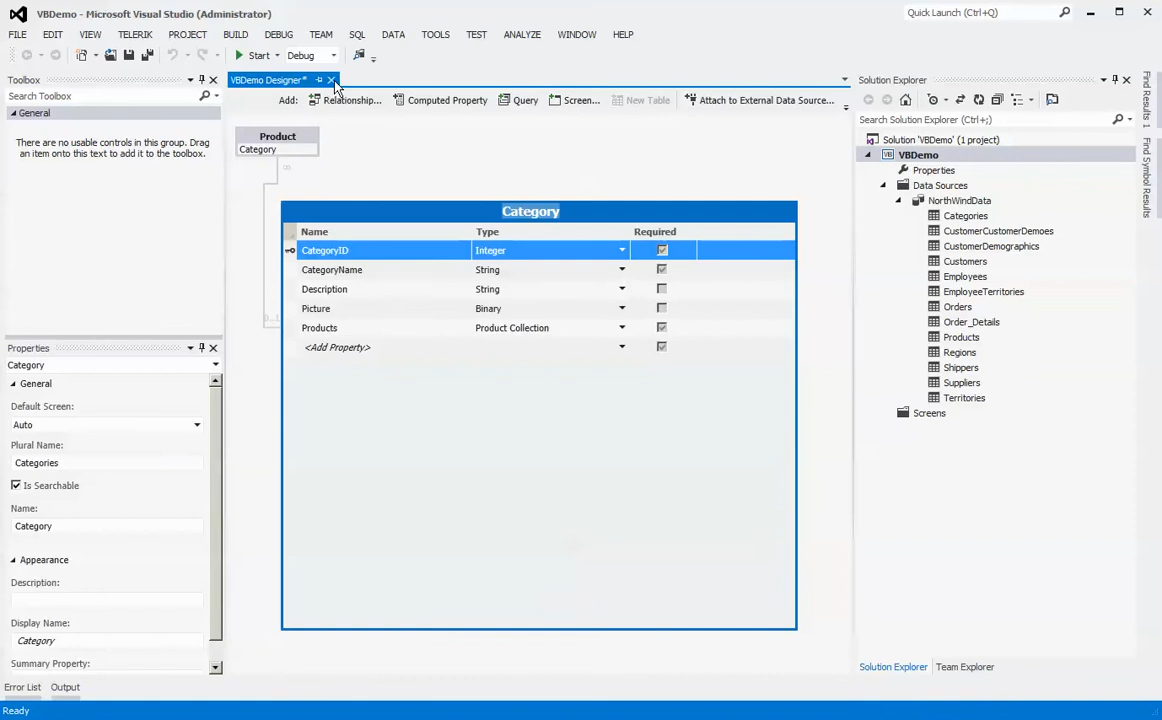 VBDemo - Microsoft Visual Studio (Administrator)
Quick Launch (Ctrl+Q)
FILE EDIT VIEW TELERIK PROJECT BUILD DEBUG TEAM SQL DATA TOOLS TEST ANALYZE WINDOW HELP
Start Debug
Toolbox
Search Toolbox
General
There are no usable controls in this group. Drag
an item onto this text to add it to the toolbox.
VBDemo Designer*
Add: Relationship... Computed Property Query Screen... New Table Attach to External Data Source...
Product
Category
∞
Category
Name Type Required
CategoryID Integer
CategoryName String
Description String
Picture Binary
Products Product Collection
<Add Property>
Properties
Category
General
Default Screen:
Auto
Plural Name:
Categories
Is Searchable
Name:
Category
Appearance
Description:
Display Name:
Category
Summary Property:
Error List Output
Ready
Solution Explorer
Search Solution Explorer (Ctrl+;)
Solution 'VBDemo' (1 project)
VB VBDemo
Properties
Data Sources
NorthWindData
Categories
CustomerCustomerDemoes
CustomerDemographics
Customers
Employees
EmployeeTerritories
Orders
Order_Details
Products
Regions
Shippers
Suppliers
Territories
Screens
Solution Explorer Team Explorer
Find Results 1
Find Symbol Results